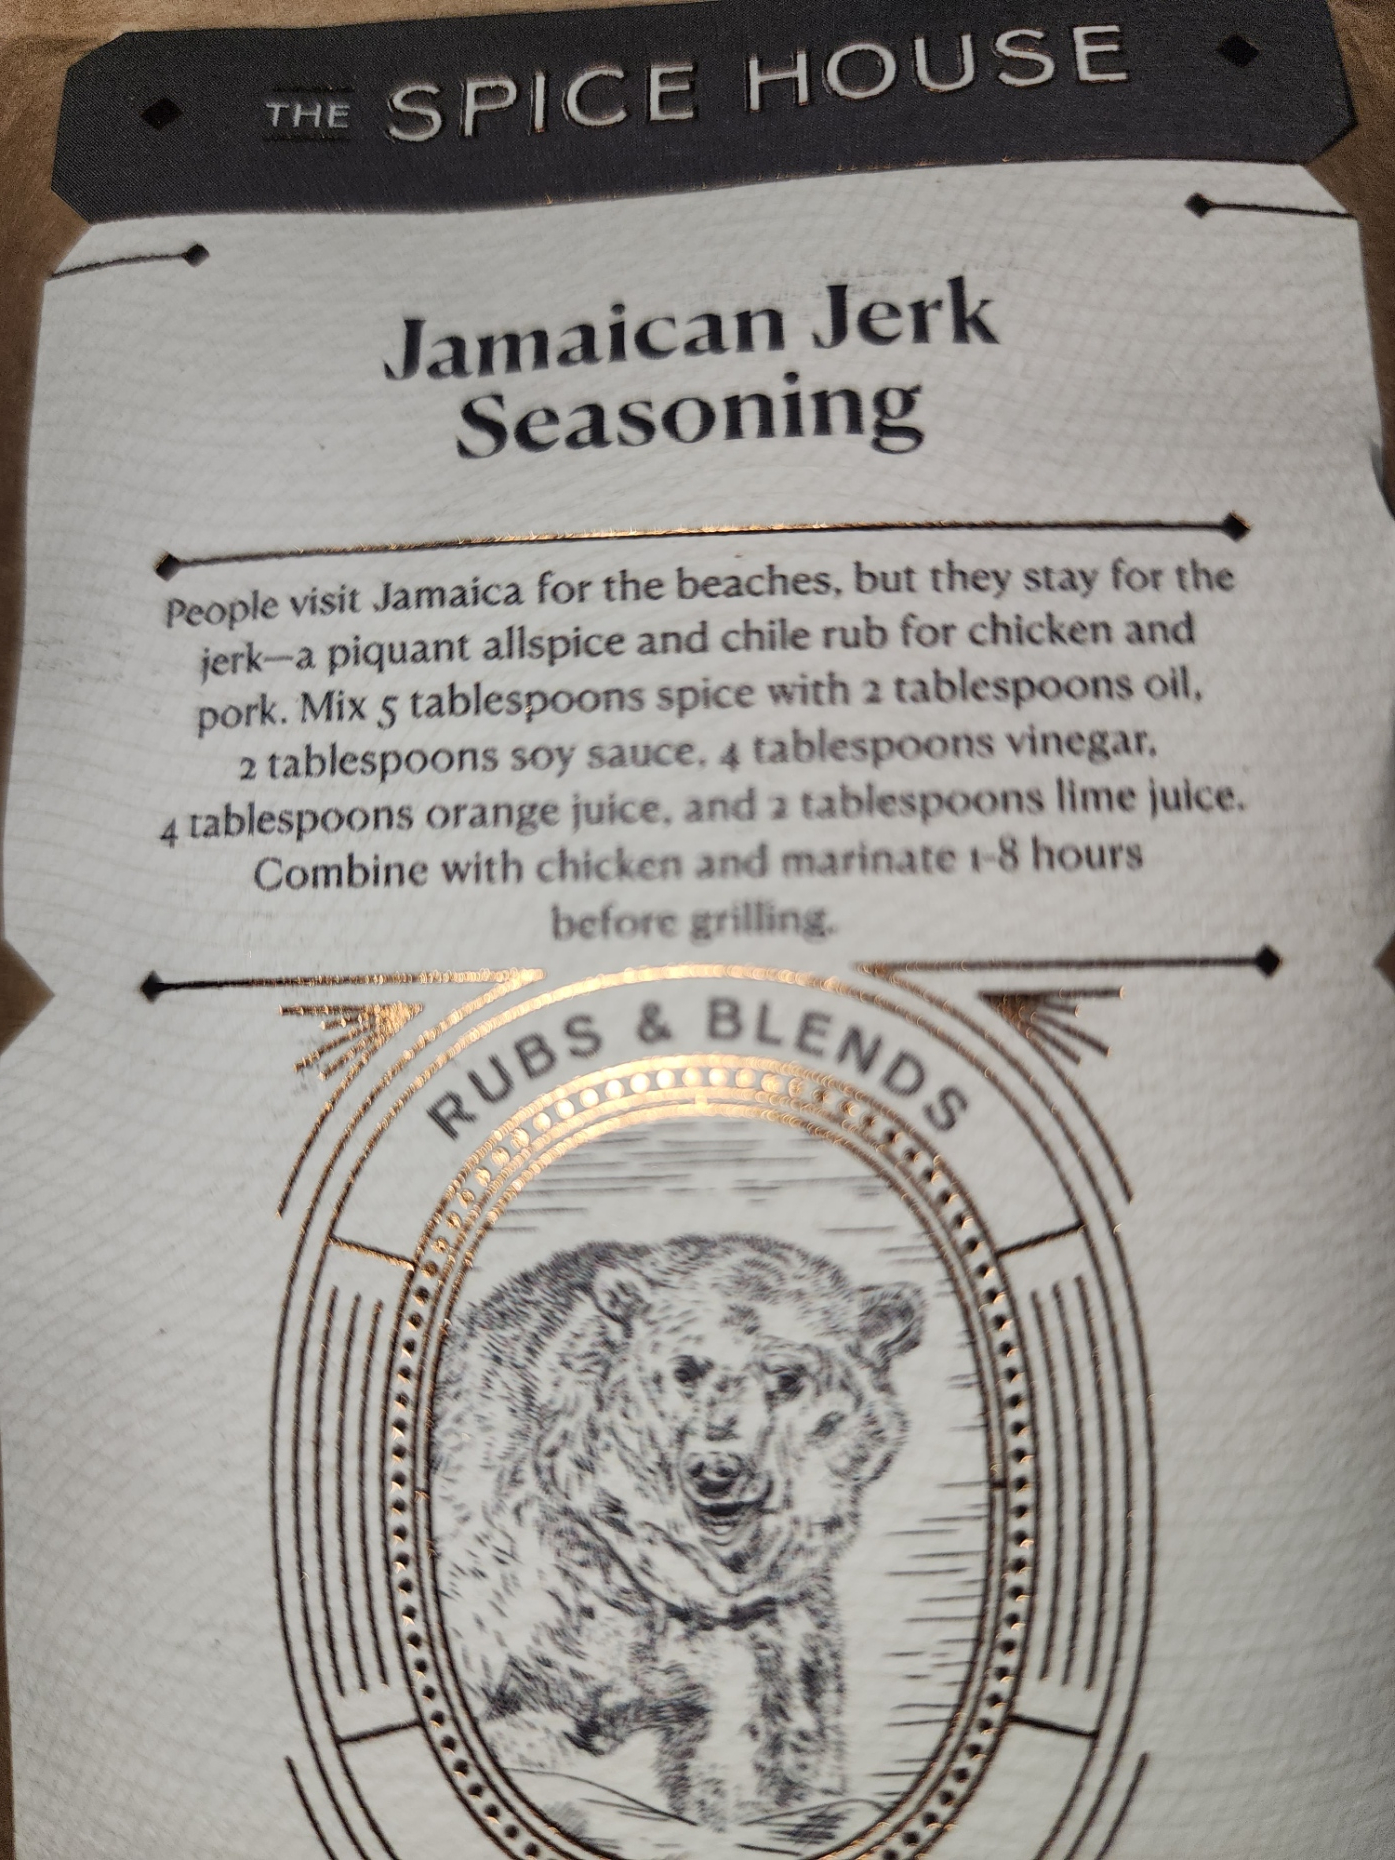 THE SPICE HOUSE
Jamaican Jerk
Seasoning
People visit Jamaica for the beaches, but they stay for the
jerk—a piquant allspice and chile rub for chicken and
pork. Mix 5 tablespoons spice with 2 tablespoons oil,
2 tablespoons soy sauce, 4 tablespoons vinegar,
4 tablespoons orange juice, and 2 tablespoons lime juice.
Combine with chicken and marinate 1-8 hours
before grilling.
RUBS & BLENDS